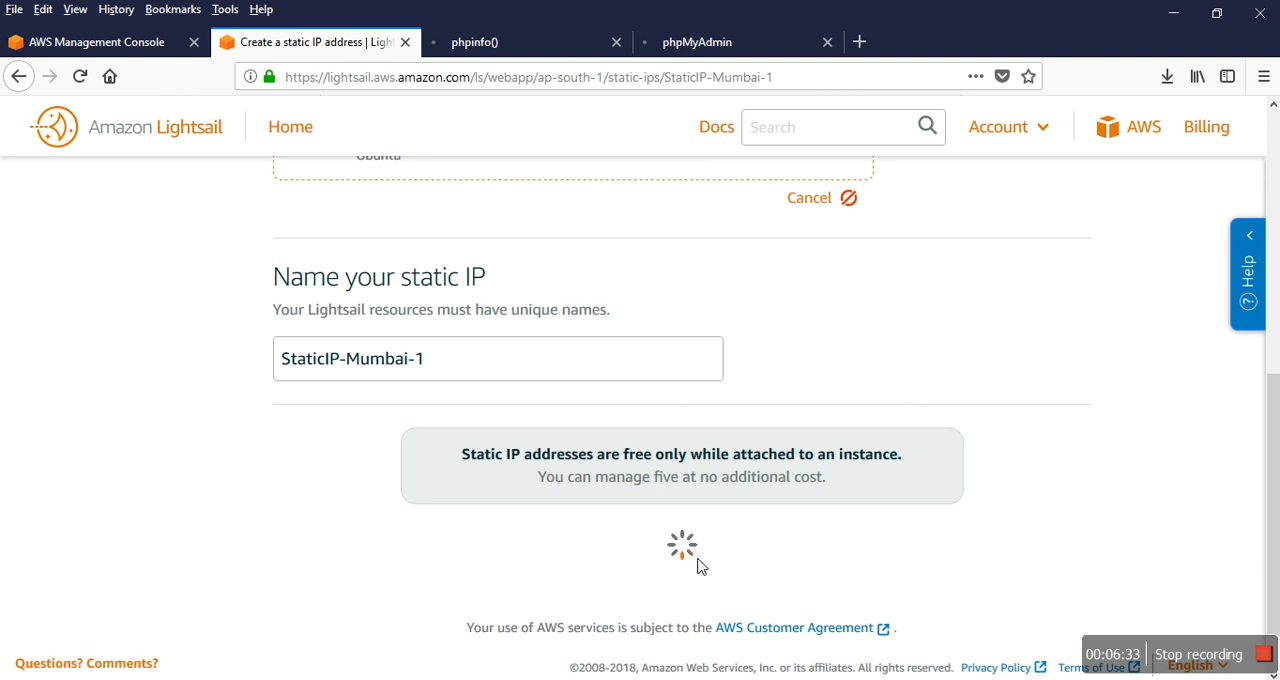 File Edit View History Bookmarks Tools Help
AWS Management Console
Create a static IP address | Ligh
phpinfo()
phpMyAdmin
https://lightsail.aws.amazon.com/ls/webapp/ap-south-1/static-ips/StaticIP-Mumbai-1
Amazon Lightsail
Home
Docs
Search
Account
AWS
Billing
Ubuntu
Cancel
? Help
Name your static IP
Your Lightsail resources must have unique names.
StaticIP-Mumbai-1
Static IP addresses are free only while attached to an instance.
You can manage five at no additional cost.
Your use of AWS services is subject to the AWS Customer Agreement .
Questions? Comments?
©2008-2018, Amazon Web Services, Inc. or its affiliates. All rights reserved. Privacy Policy Terms of Use English
00:06:33 Stop recording